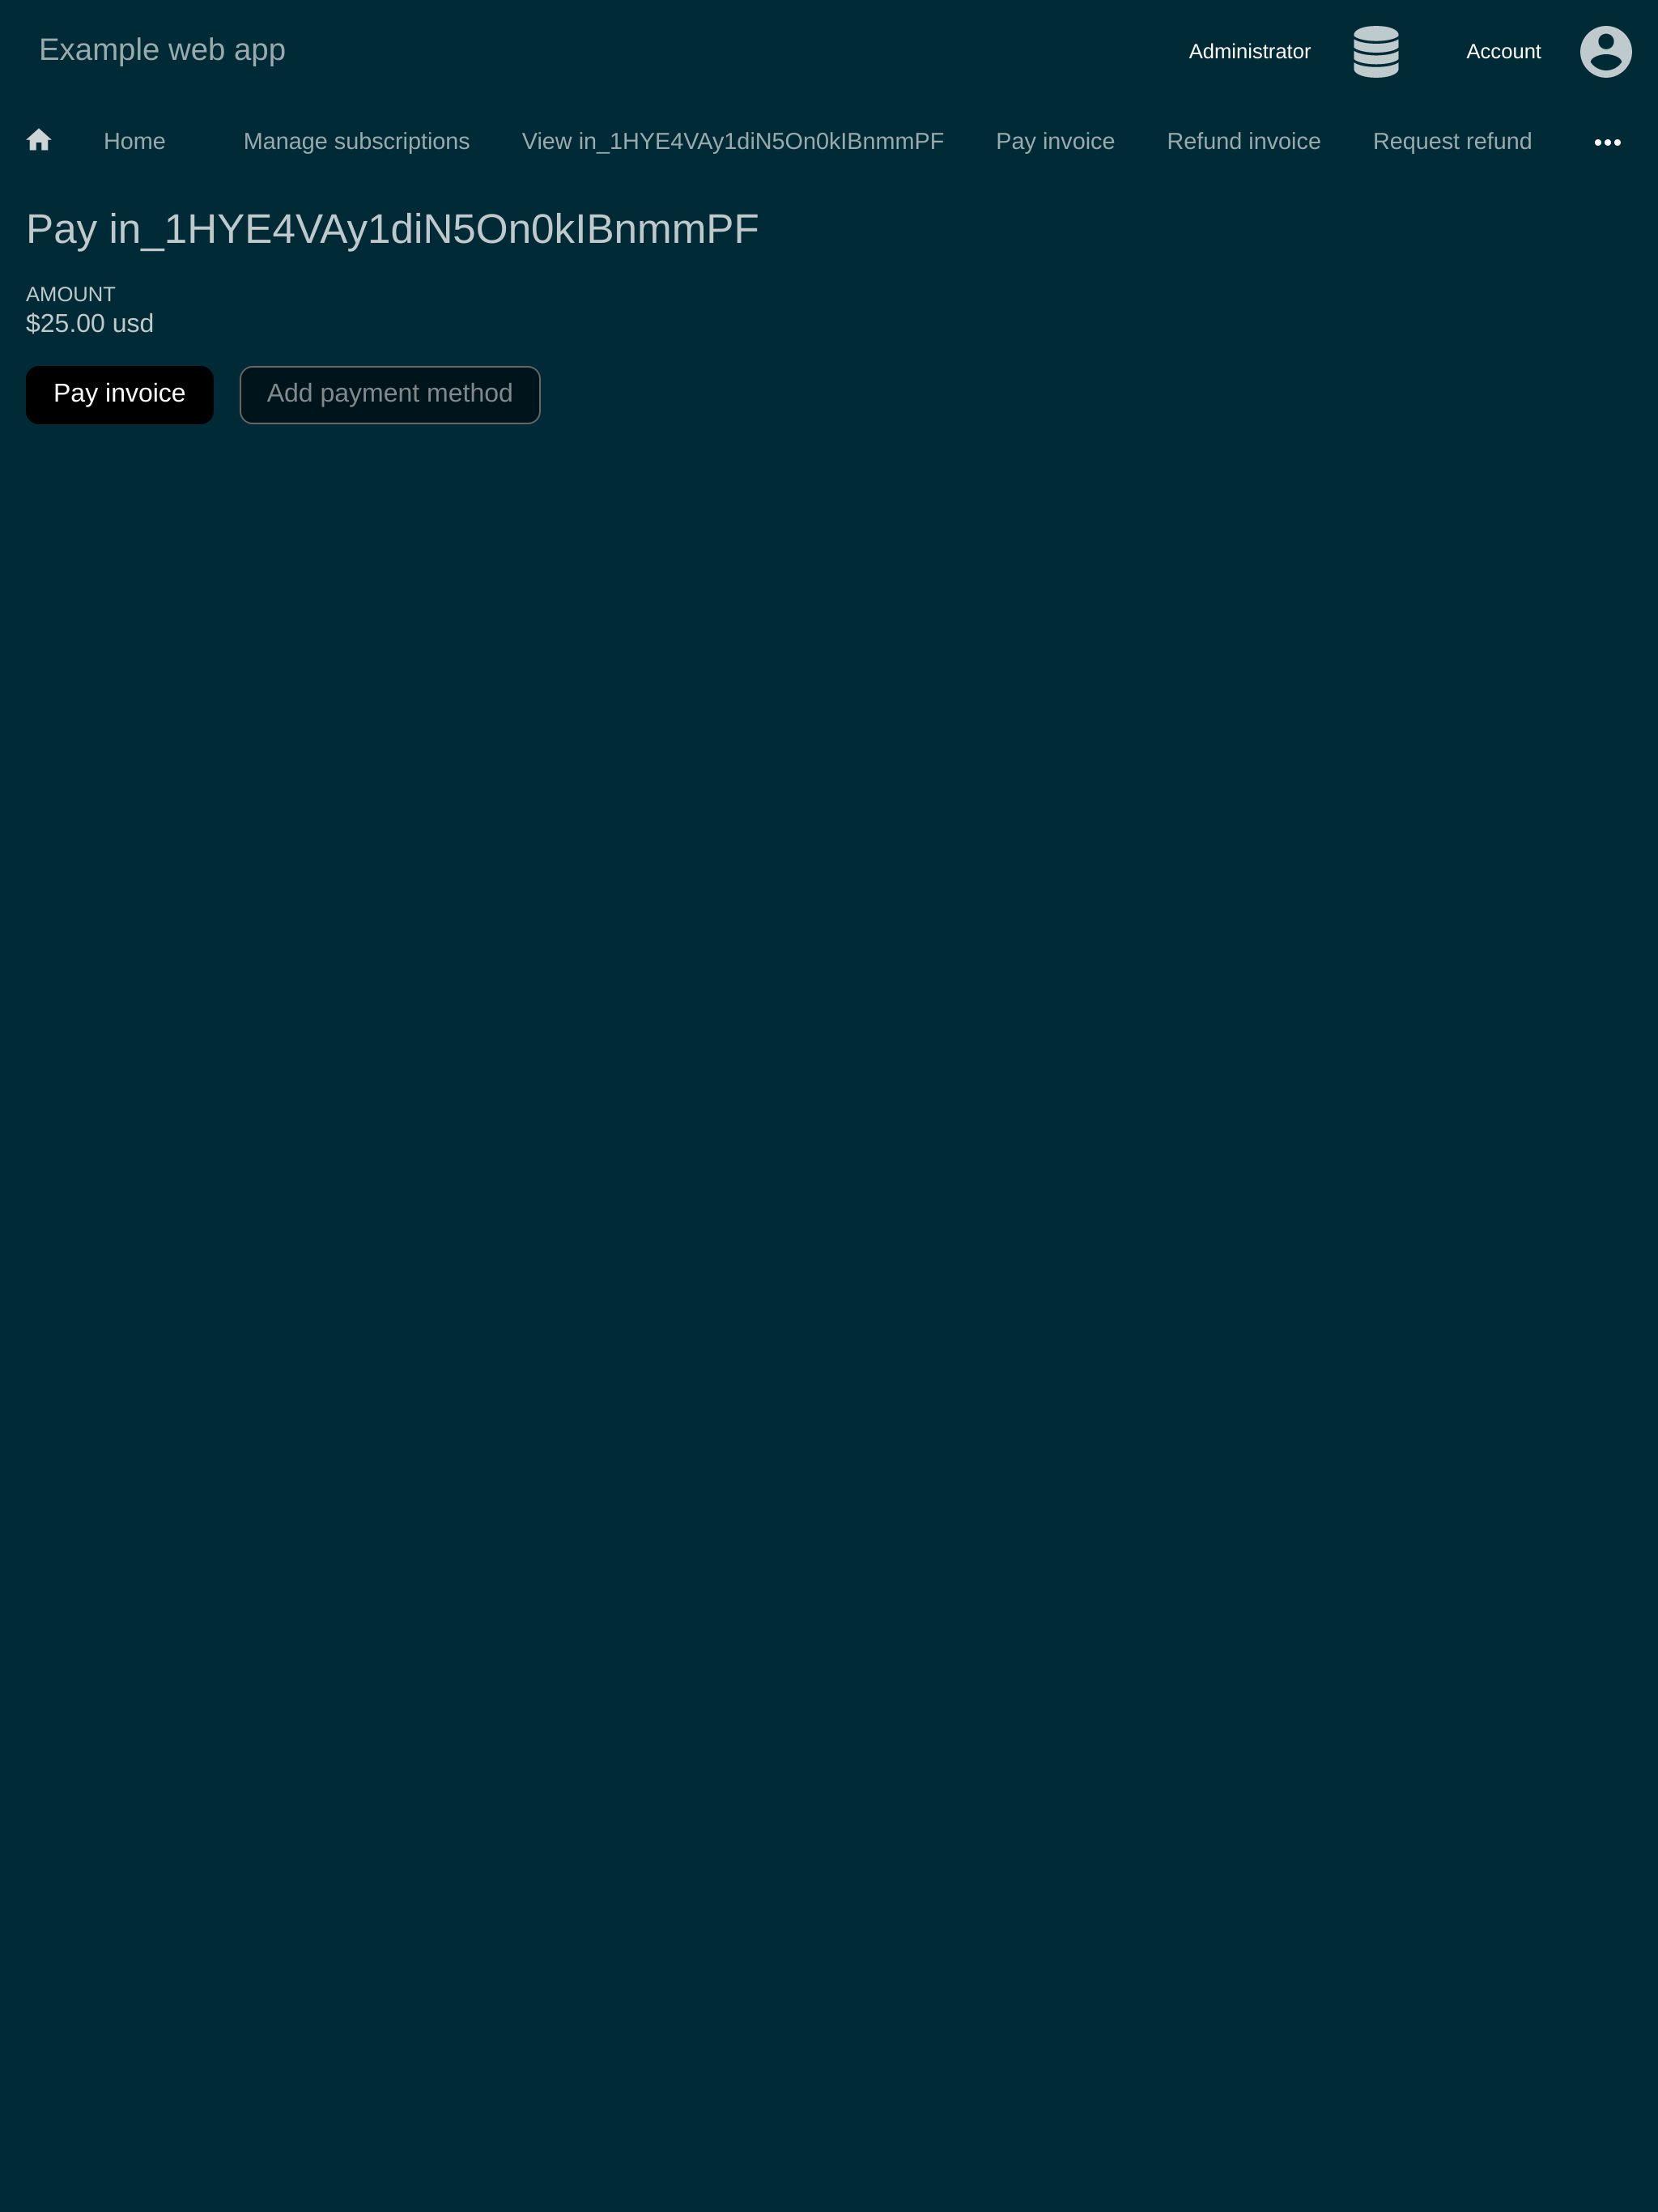 Example web app
Administrator
Account
Home
Manage subscriptions
View in_1HYE4VAy1diN5On0kIBnmmPF
Pay invoice
Refund invoice
Request refund
Pay in_1HYE4VAy1diN5On0kIBnmmPF
AMOUNT
$25.00 usd
Pay invoice
Add payment method